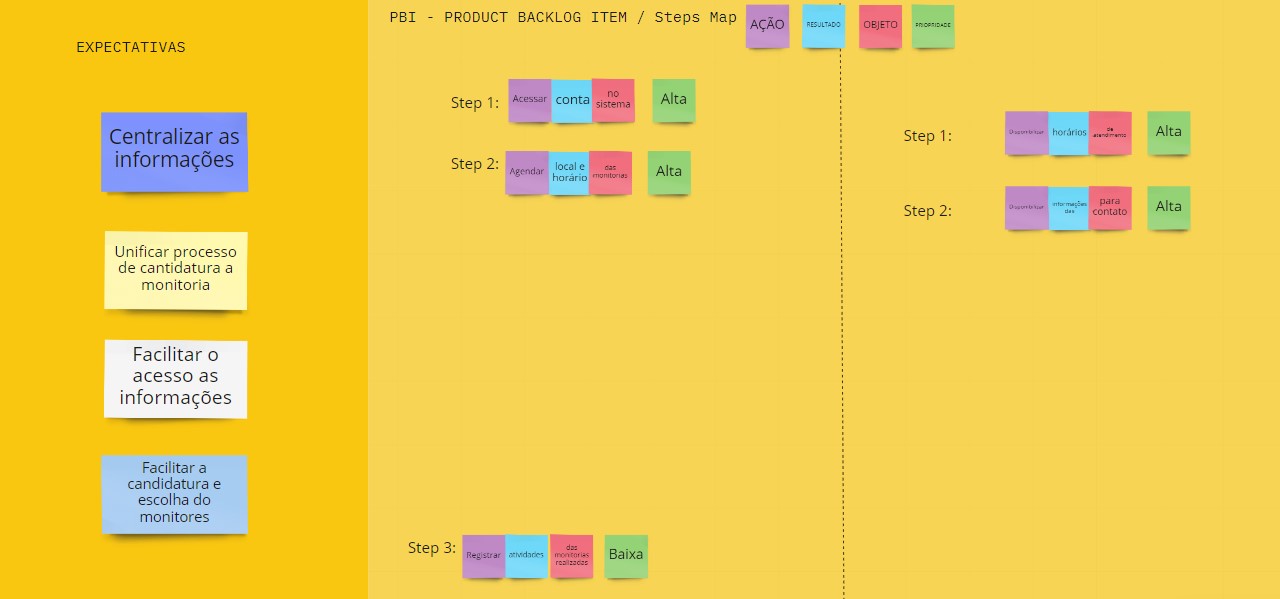 EXPECTATIVAS
Centralizar as
informações
Unificar processo
de cantidatura a
monitoria
Facilitar o
acesso as
informações
Facilitar a
candidatura e
escolha do
monitores
PBI - PRODUCT BACKLOG ITEM / Steps Map
AÇÃO
RESULTADO
OBJETO
PRIOPRIDADE
Step 1:
Acessar
conta
no
sistema
Alta
Step 2:
Agendar
local e
horário
das
monitorias
Alta
Step 3:
Registrar
atividades
das
monitorias
realizadas
Baixa
Step 1:
Disponibilizar
horários
de
atendimento
Alta
Step 2:
Disponibilizar
informações
das
para
contato
Alta